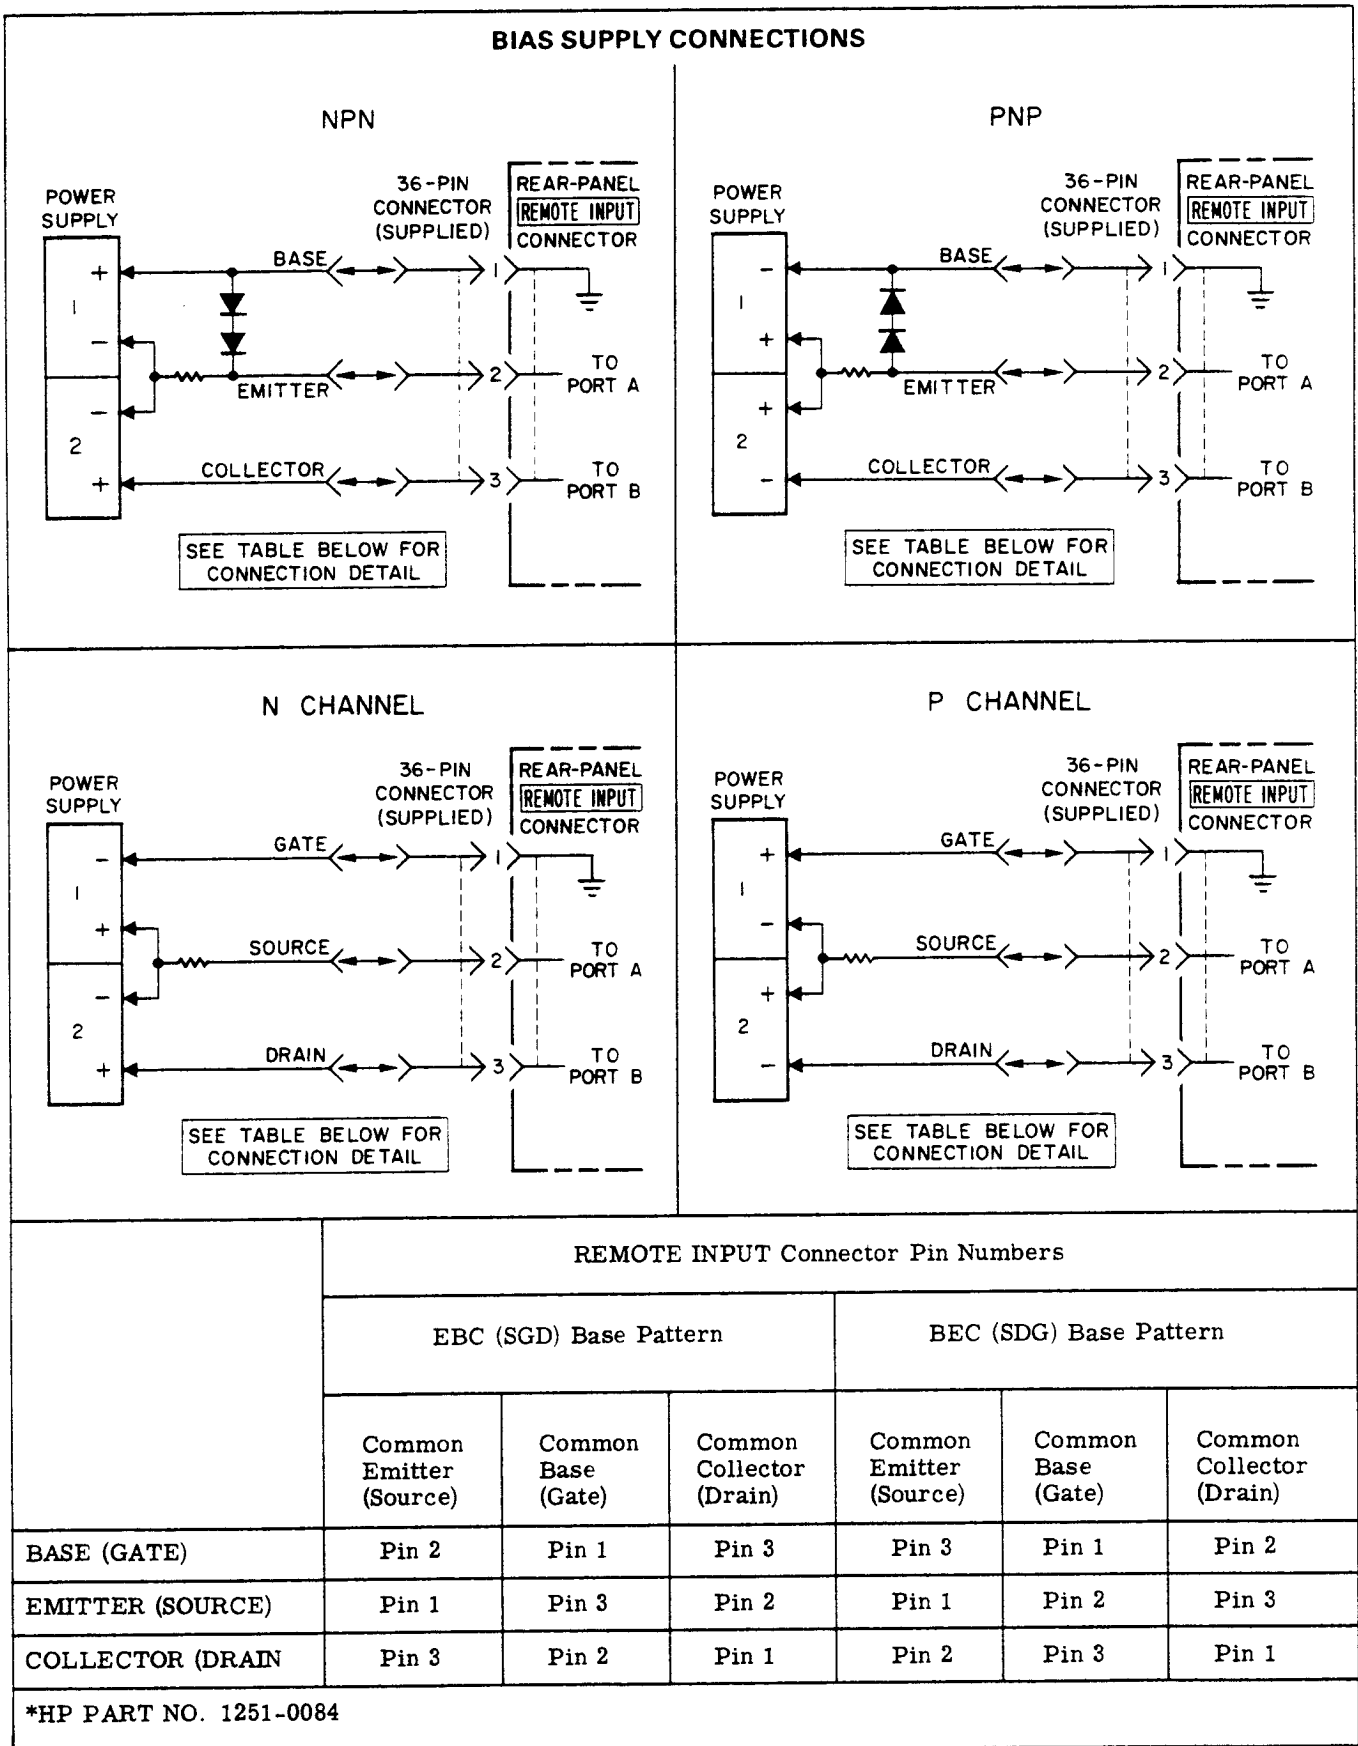 BIAS SUPPLY CONNECTIONS
NPN
POWER
SUPPLY
36-PIN
CONNECTOR
(SUPPLIED)
REAR-PANEL
REMOTE INPUT
CONNECTOR
+
1
-
-
2
+
BASE
1
EMITTER
2
TO
PORT A
COLLECTOR
3
TO
PORT B
SEE TABLE BELOW FOR
CONNECTION DETAIL
PNP
POWER
SUPPLY
36-PIN
CONNECTOR
(SUPPLIED)
REAR-PANEL
REMOTE INPUT
CONNECTOR
-
1
+
+
2
-
BASE
1
EMITTER
2
TO
PORT A
COLLECTOR
3
TO
PORT B
SEE TABLE BELOW FOR
CONNECTION DETAIL
N CHANNEL
POWER
SUPPLY
36-PIN
CONNECTOR
(SUPPLIED)
REAR-PANEL
REMOTE INPUT
CONNECTOR
-
1
+
-
2
+
GATE
1
SOURCE
2
TO
PORT A
DRAIN
3
TO
PORT B
SEE TABLE BELOW FOR
CONNECTION DETAIL
P CHANNEL
POWER
SUPPLY
36-PIN
CONNECTOR
(SUPPLIED)
REAR-PANEL
REMOTE INPUT
CONNECTOR
+
1
-
+
2
-
GATE
1
SOURCE
2
TO
PORT A
DRAIN
3
TO
PORT B
SEE TABLE BELOW FOR
CONNECTION DETAIL
REMOTE INPUT Connector Pin Numbers
EBC (SGD) Base Pattern BEC (SDG) Base Pattern
Common Common Common Common Common Common
Emitter Base Collector Emitter Base Collector
(Source) (Gate) (Drain) (Source) (Gate) (Drain)
BASE (GATE) Pin 2 Pin 1 Pin 3 Pin 3 Pin 1 Pin 2
EMITTER (SOURCE) Pin 1 Pin 3 Pin 2 Pin 1 Pin 2 Pin 3
COLLECTOR (DRAIN Pin 3 Pin 2 Pin 1 Pin 2 Pin 3 Pin 1
*HP PART NO. 1251-0084